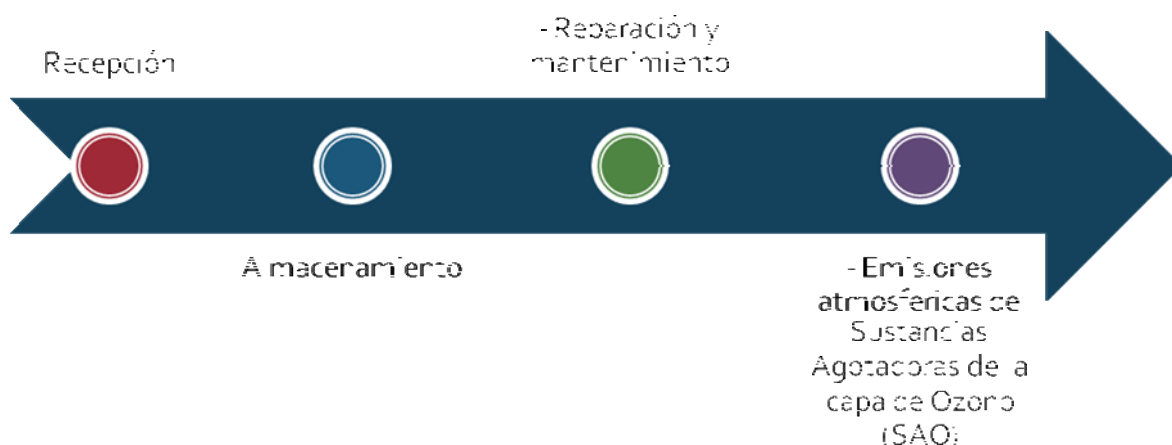 Recepción
- Reparación y
mantenimiento
Almacenamiento
- Emisiones
atmosféricas de
Sustancias
Agotadoras de la
capa de Ozono
(SAO)